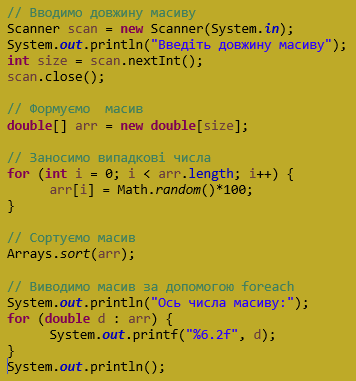 // Вводимо довжину масиву
Scanner scan = new Scanner(System.in);
System.out.println("Введіть довжину масиву");
int size = scan.nextInt();
scan.close();
// Формуємо  масив
double[] arr = new double[size];
// Заносимо випадкові числа
for (int i = 0; i < arr.length; i++) {
arr[i] = Math.random()*100;
}
// Сортуємо масив
Arrays.sort(arr);
// Виводимо масив за допомогою foreach
System.out.println("Ось числа масиву:");
for (double d : arr) {
System.out.printf("%6.2f", d);
}
System.out.println();